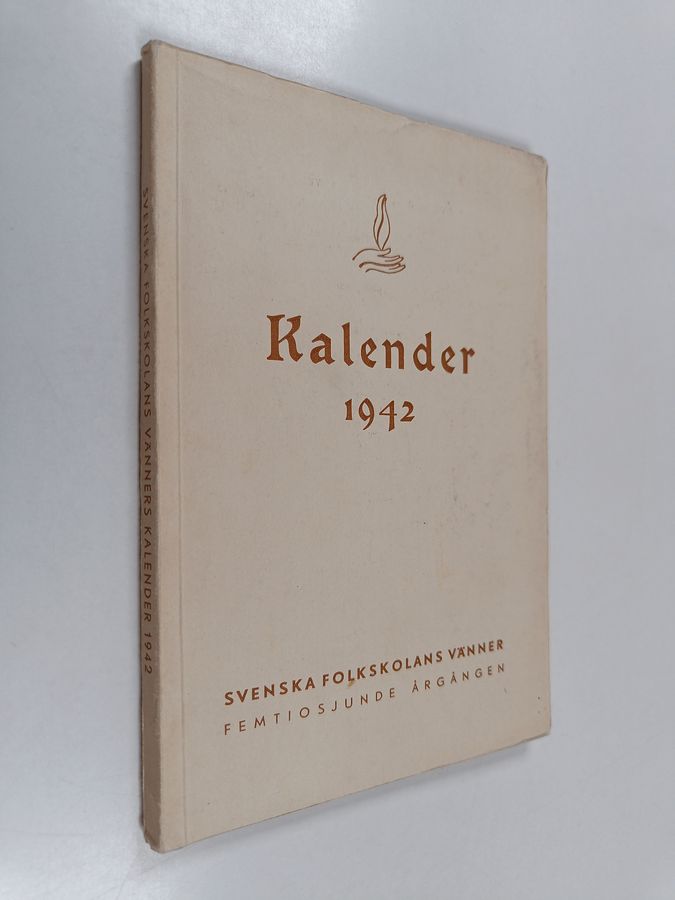 Kalender
1942
SVENSKA FOLKSKOLANS VÄNNER
FEMTIOSJUNDE ÅRGÅNGEN
SVENSKA FOLKSKOLANS VÄNNERS KALENDER 1942